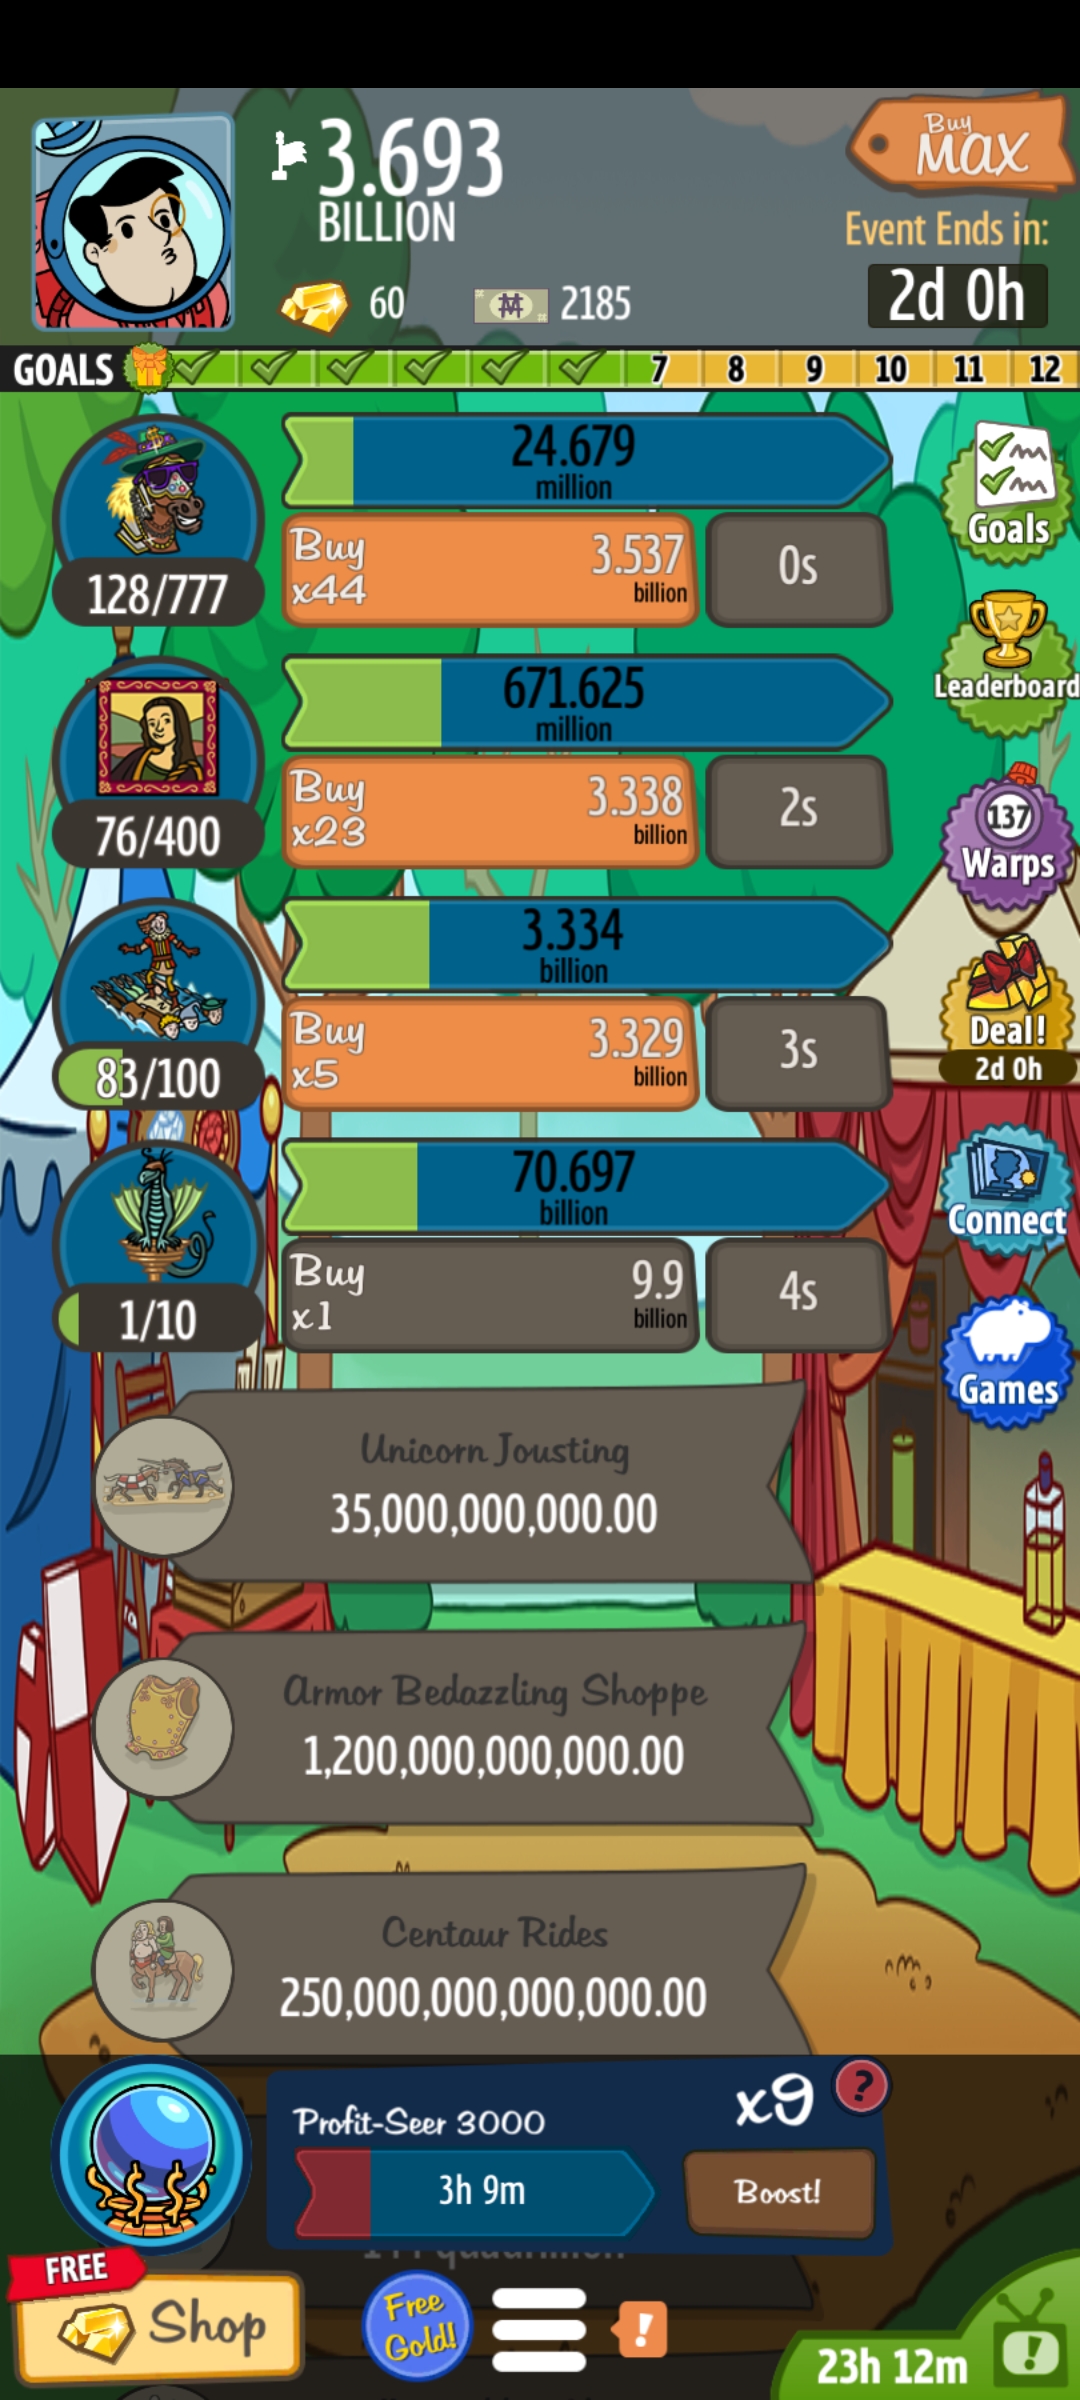 3.693
BILLION
Buy
MAX
Event Ends in:
2d 0h
60
2185
GOALS
7 8 9 10 11 12
24.679
million
Buy
x44
3.537
billion
0s
128/777
Goals
Leaderboard
671.625
million
Buy
x23
3.338
billion
2s
76/400
137
Warps
3.334
billion
Buy
x5
3.329
billion
3s
83/100
Deal!
2d 0h
70.697
billion
Buy
x1
9.9
billion
4s
1/10
Connect
Games
Unicorn Jousting
35,000,000,000.00
Armor Bedazzling Shoppe
1,200,000,000,000.00
Centaur Rides
250,000,000,000,000.00
Profit-Seer 3000
x9
?
3h 9m
Boost!
FREE
Shop
Free
Gold!
!
23h 12m
!